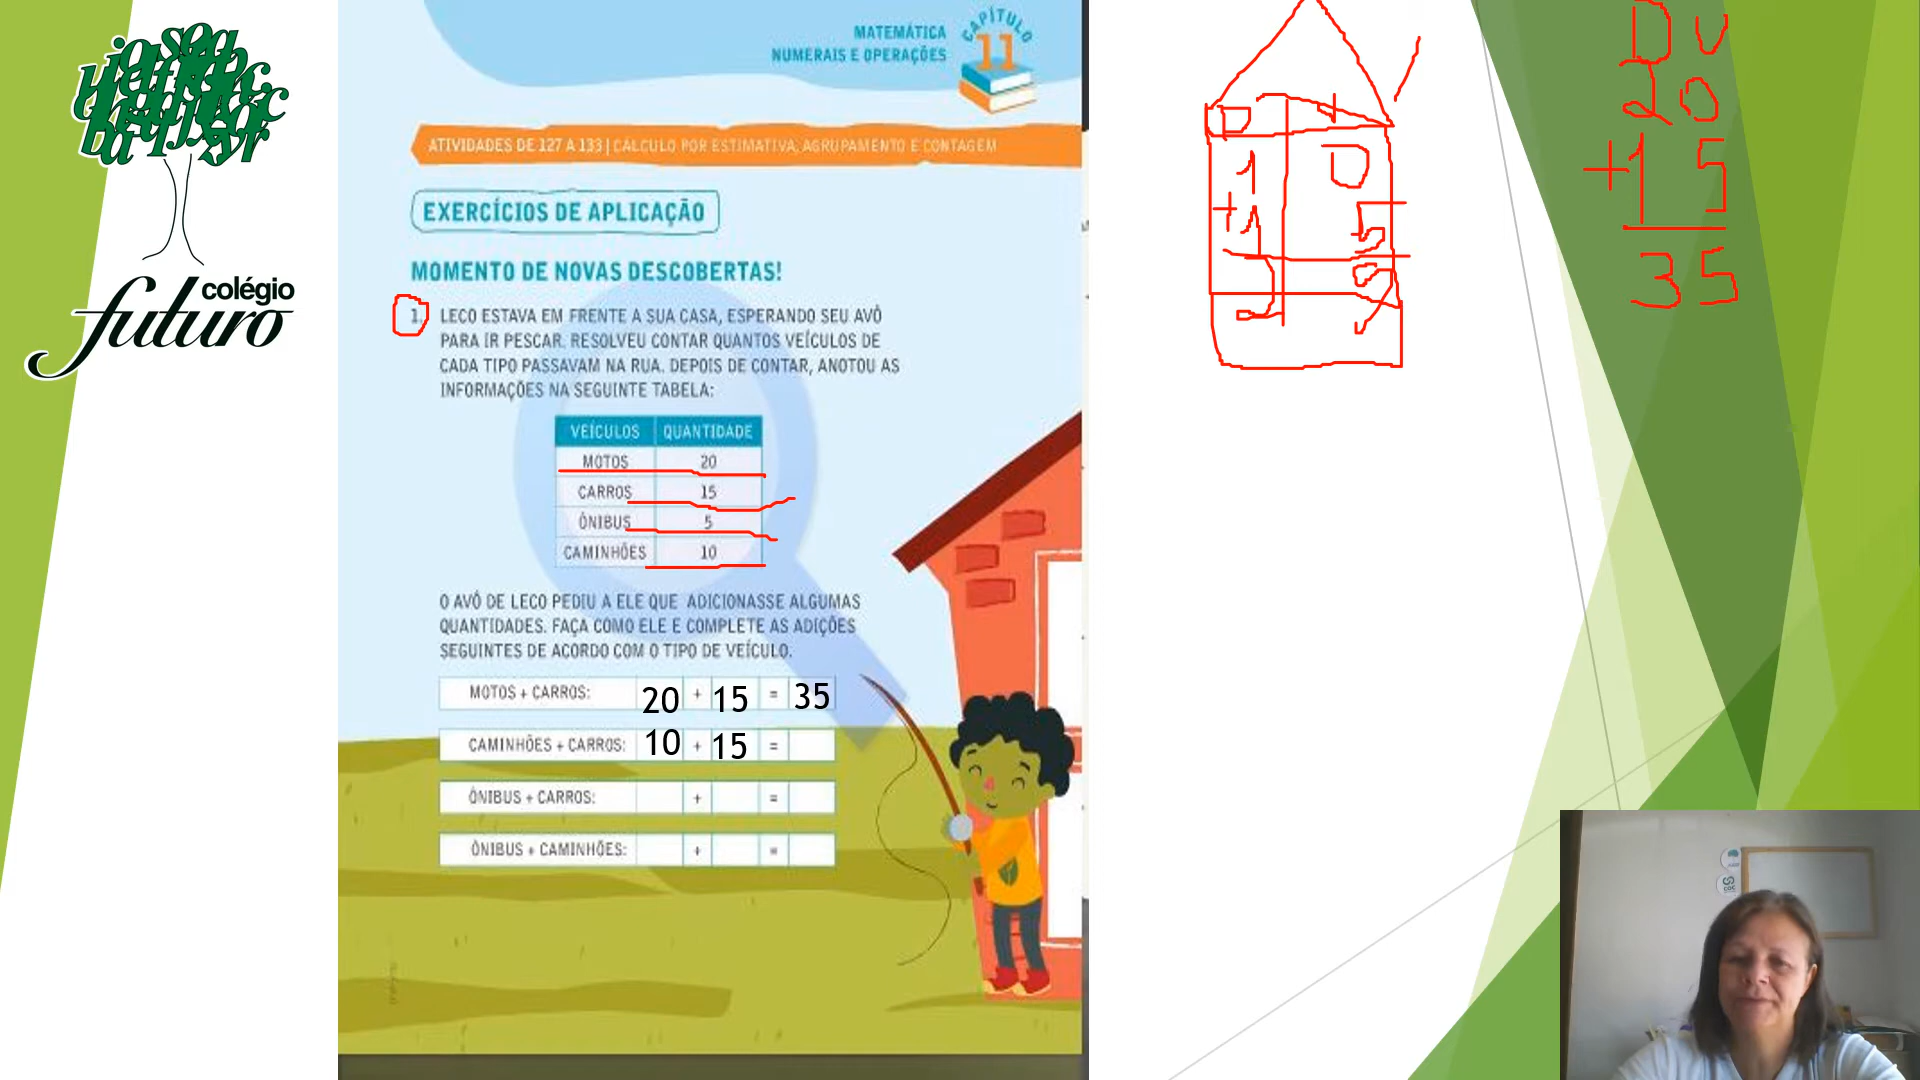 colégio
futuro
MATEMÁTICA
NUMERAIS E OPERAÇÕES
CAPÍTULO
11
ATIVIDADES DE 127 A 133 | CÁLCULO POR ESTIMATIVA, AGRUPAMENTO E CONTAGEM
EXERCÍCIOS DE APLICAÇÃO
MOMENTO DE NOVAS DESCOBERTAS!
1. LECO ESTAVA EM FRENTE A SUA CASA, ESPERANDO SEU AVÔ
PARA IR PESCAR. RESOLVEU CONTAR QUANTOS VEÍCULOS DE
CADA TIPO PASSAVAM NA RUA. DEPOIS DE CONTAR, ANOTOU AS
INFORMAÇÕES NA SEGUINTE TABELA:
VEÍCULOS QUANTIDADE
MOTOS 20
CARROS 15
ÔNIBUS 5
CAMINHÕES 10
O AVÔ DE LECO PEDIU A ELE QUE ADICIONASSE ALGUMAS
QUANTIDADES. FAÇA COMO ELE E COMPLETE AS ADIÇÕES
SEGUINTES DE ACORDO COM O TIPO DE VEÍCULO.
MOTOS + CARROS: 20 + 15 = 35
CAMINHÕES + CARROS: 10 + 15 =
ÔNIBUS + CARROS: + =
ÔNIBUS + CAMINHÕES: + =
D U
20
+15
35